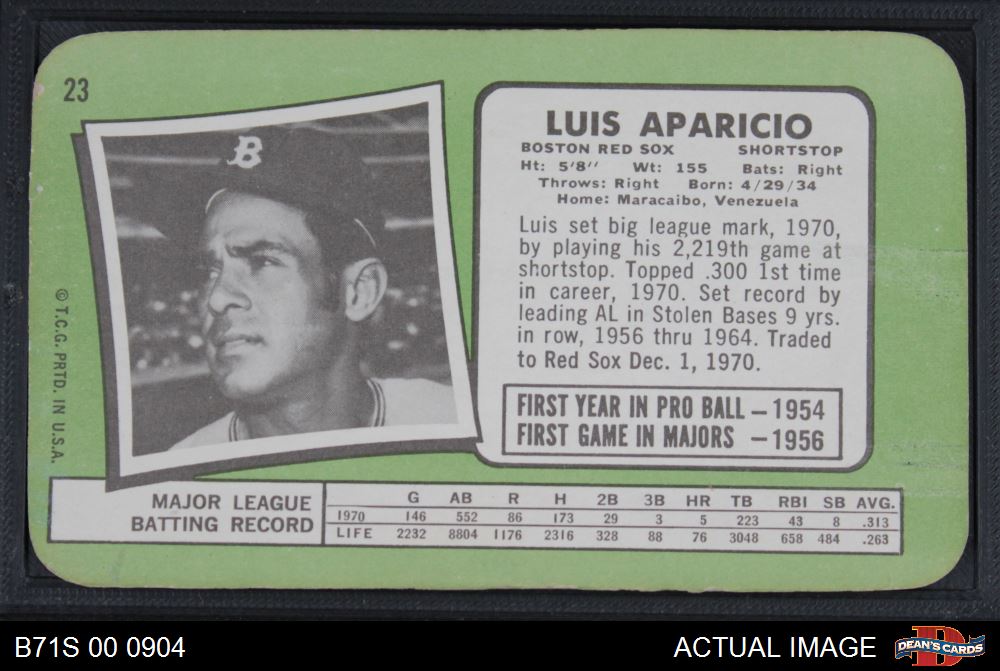 23
B
LUIS APARICIO
BOSTON RED SOX SHORTSTOP
Ht: 5'8'' Wt: 155 Bats: Right
Throws: Right Born: 4/29/34
Home: Maracaibo, Venezuela
Luis set big league mark, 1970,
by playing his 2,219th game at
shortstop. Topped .300 1st time
in career, 1970. Set record by
leading AL in Stolen Bases 9 yrs.
in row, 1956 thru 1964. Traded
to Red Sox Dec. 1, 1970.
FIRST YEAR IN PRO BALL – 1954
FIRST GAME IN MAJORS – 1956
© T.C.G. PRTD. IN U.S.A.
MAJOR LEAGUE
BATTING RECORD
G AB R H 2B 3B HR TB RBI SB AVG.
1970 146 552 86 173 29 3 5 223 43 8 .313
LIFE 2232 8804 1176 2316 328 88 76 3048 658 484 .263
B71S 00 0904 ACTUAL IMAGE
D
DEAN'S CARDS